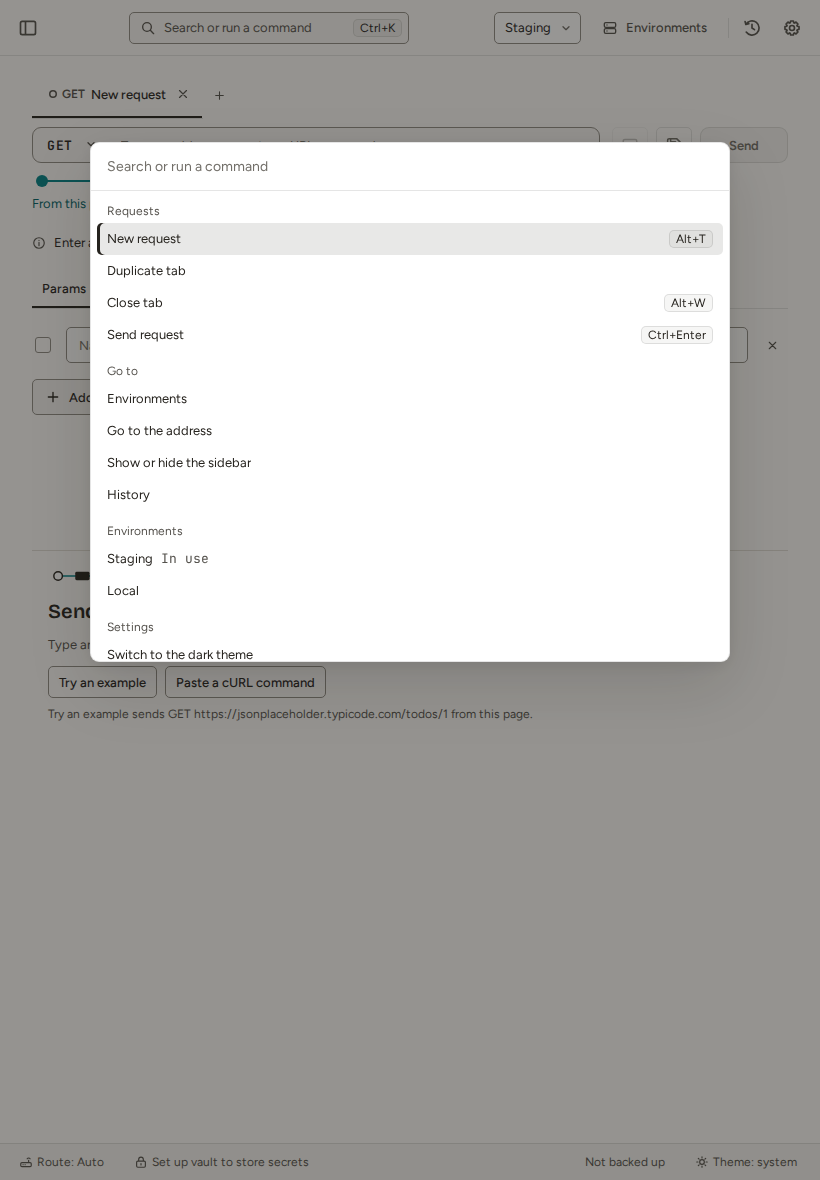 Search or run a command Ctrl+K Staging Environments
GET New request
GET Send
Search or run a command
From this
Requests
Enter
New request Alt+T
Duplicate tab
Params
Close tab Alt+W
Send request Ctrl+Enter
Go to
Environments
Add
Go to the address
Show or hide the sidebar
History
Environments
Staging In use
Local
Send
Settings
Switch to the dark theme
Try an example Paste a cURL command
Try an example sends GET https://jsonplaceholder.typicode.com/todos/1 from this page.
Route: Auto Set up vault to store secrets Not backed up Theme: system